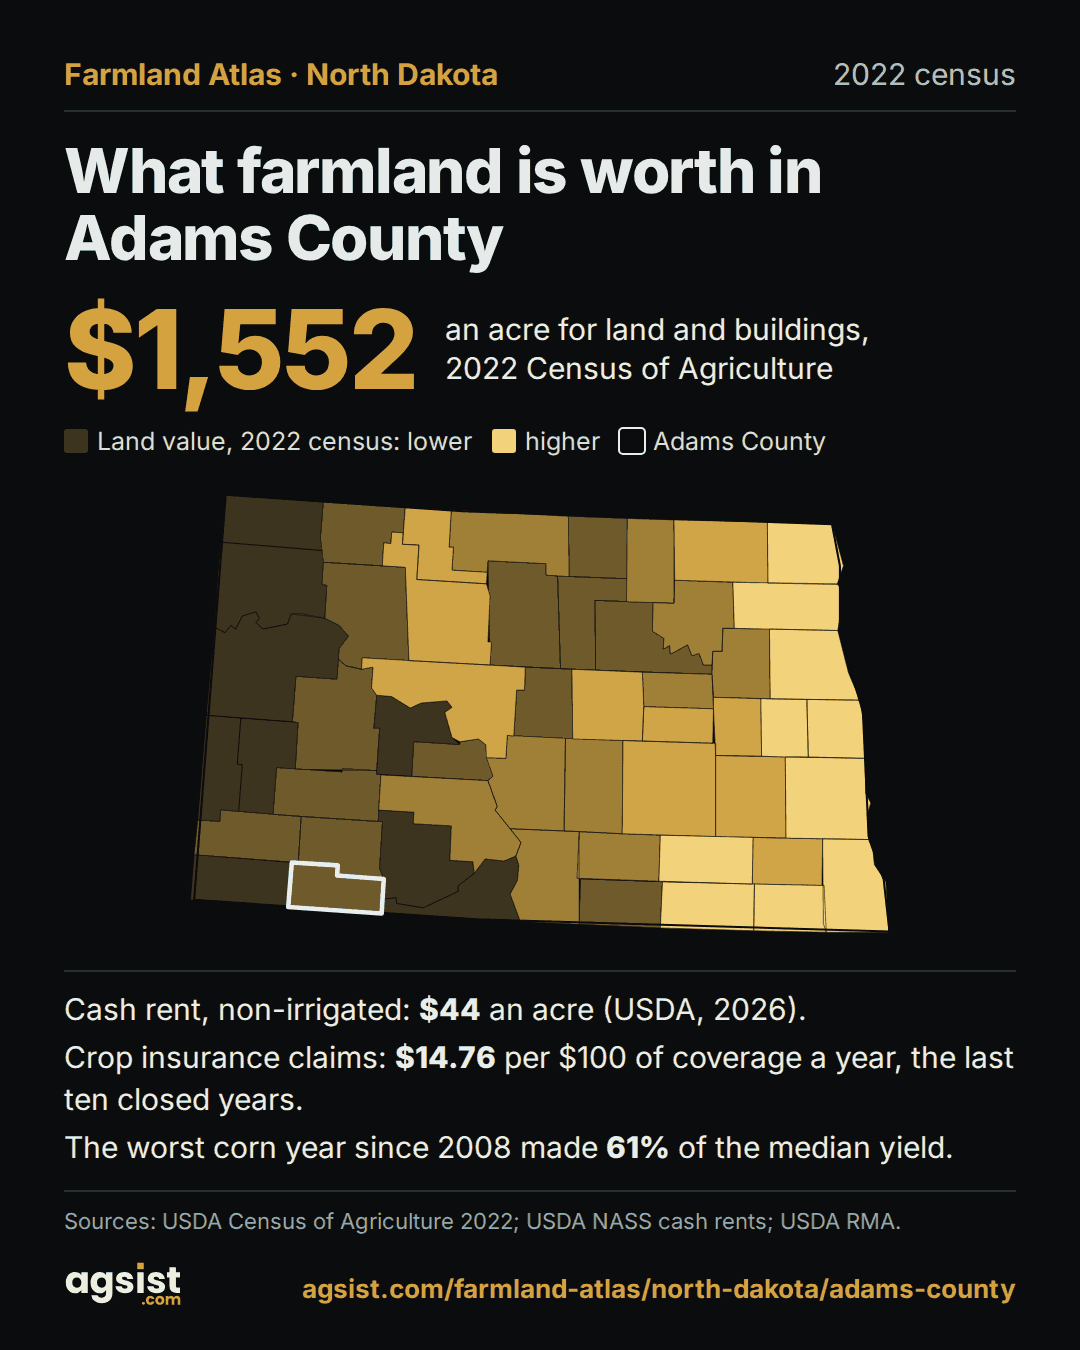 Farmland Atlas · North Dakota
2022 census
What farmland is worth in
Adams County
$1,552
an acre for land and buildings,
2022 Census of Agriculture
Land value, 2022 census: lower
higher
Adams County
Cash rent, non-irrigated: $44 an acre (USDA, 2026).
Crop insurance claims: $14.76 per $100 of coverage a year, the last
ten closed years.
The worst corn year since 2008 made 61% of the median yield.
Sources: USDA Census of Agriculture 2022; USDA NASS cash rents; USDA RMA.
agsist
.com
agsist.com/farmland-atlas/north-dakota/adams-county